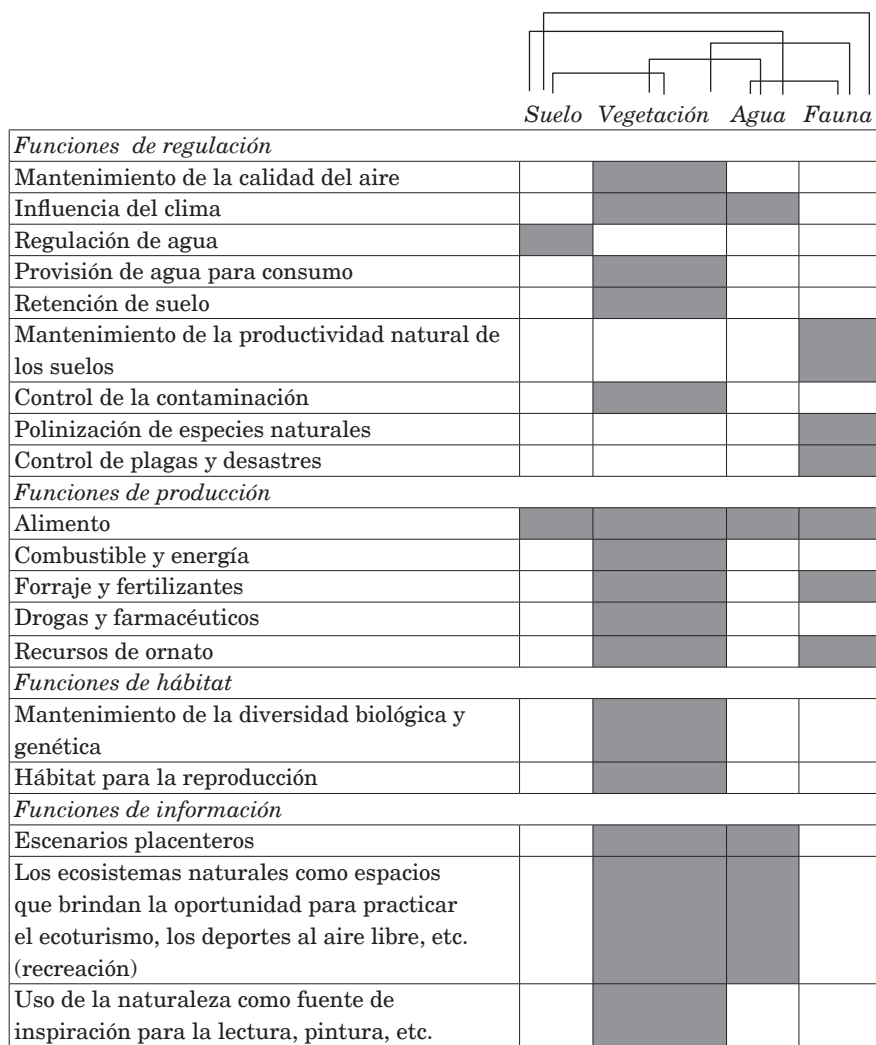 Suelo Vegetación Agua Fauna
Funciones de regulación
Mantenimiento de la calidad del aire
Influencia del clima
Regulación de agua
Provisión de agua para consumo
Retención de suelo
Mantenimiento de la productividad natural de
los suelos
Control de la contaminación
Polinización de especies naturales
Control de plagas y desastres
Funciones de producción
Alimento
Combustible y energía
Forraje y fertilizantes
Drogas y farmacéuticos
Recursos de ornato
Funciones de hábitat
Mantenimiento de la diversidad biológica y
genética
Hábitat para la reproducción
Funciones de información
Escenarios placenteros
Los ecosistemas naturales como espacios
que brindan la oportunidad para practicar
el ecoturismo, los deportes al aire libre, etc.
(recreación)
Uso de la naturaleza como fuente de
inspiración para la lectura, pintura, etc.